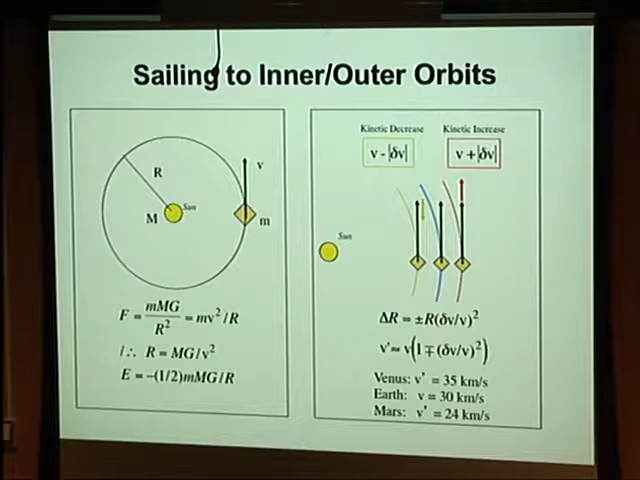 Sailing to Inner/Outer Orbits
R
v
Sun
M
m
F = mMG/R² = mv²/R
/∴ R = MG/v²
E = -(1/2)mMG/R
Kinetic Decrease
Kinetic Increase
v - |δv|
v + |δv|
Sun
ΔR = ±R(δv/v)²
v'= v(1∓(δv/v)²)
Venus: v' = 35 km/s
Earth: v = 30 km/s
Mars: v' = 24 km/s